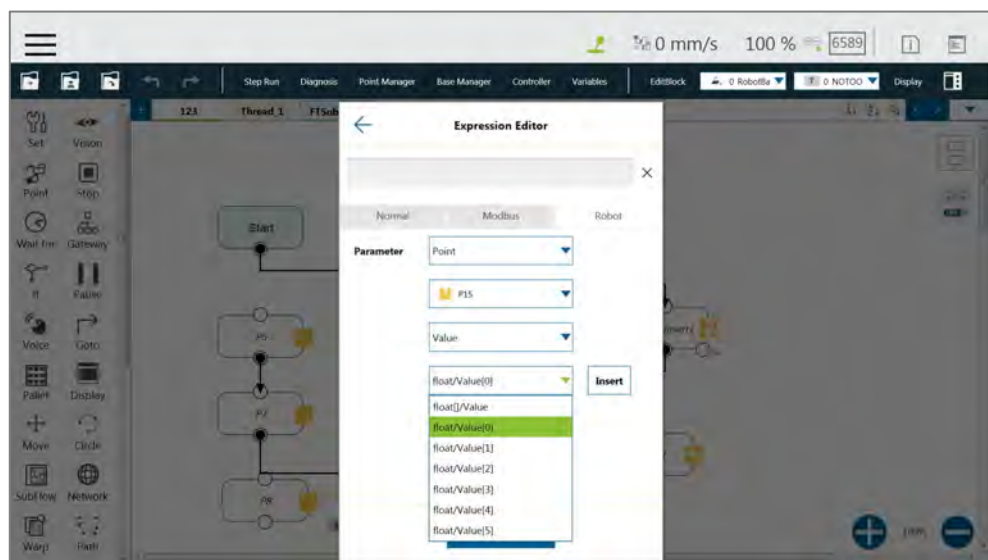 0 mm/s 100 % 6589
Step Run Diagnosis Point Manager Base Manager Controller Variables EditBlock 0 RobotBa T 0 NOTOO Display
123 Thread_1 FTSub
Expression Editor
Set Vision
Point Stop
Wait for Gateway
If Pause
Voice Goto
Pallet Display
Move Circle
SubFlow Network
Warp Path
Start
P5
P7
P8
Normal Modbus Robot
Parameter Point
P15
Value
float/Value[0] Insert
float[]/Value
float/Value[0]
float/Value[1]
float/Value[2]
float/Value[3]
float/Value[4]
float/Value[5]